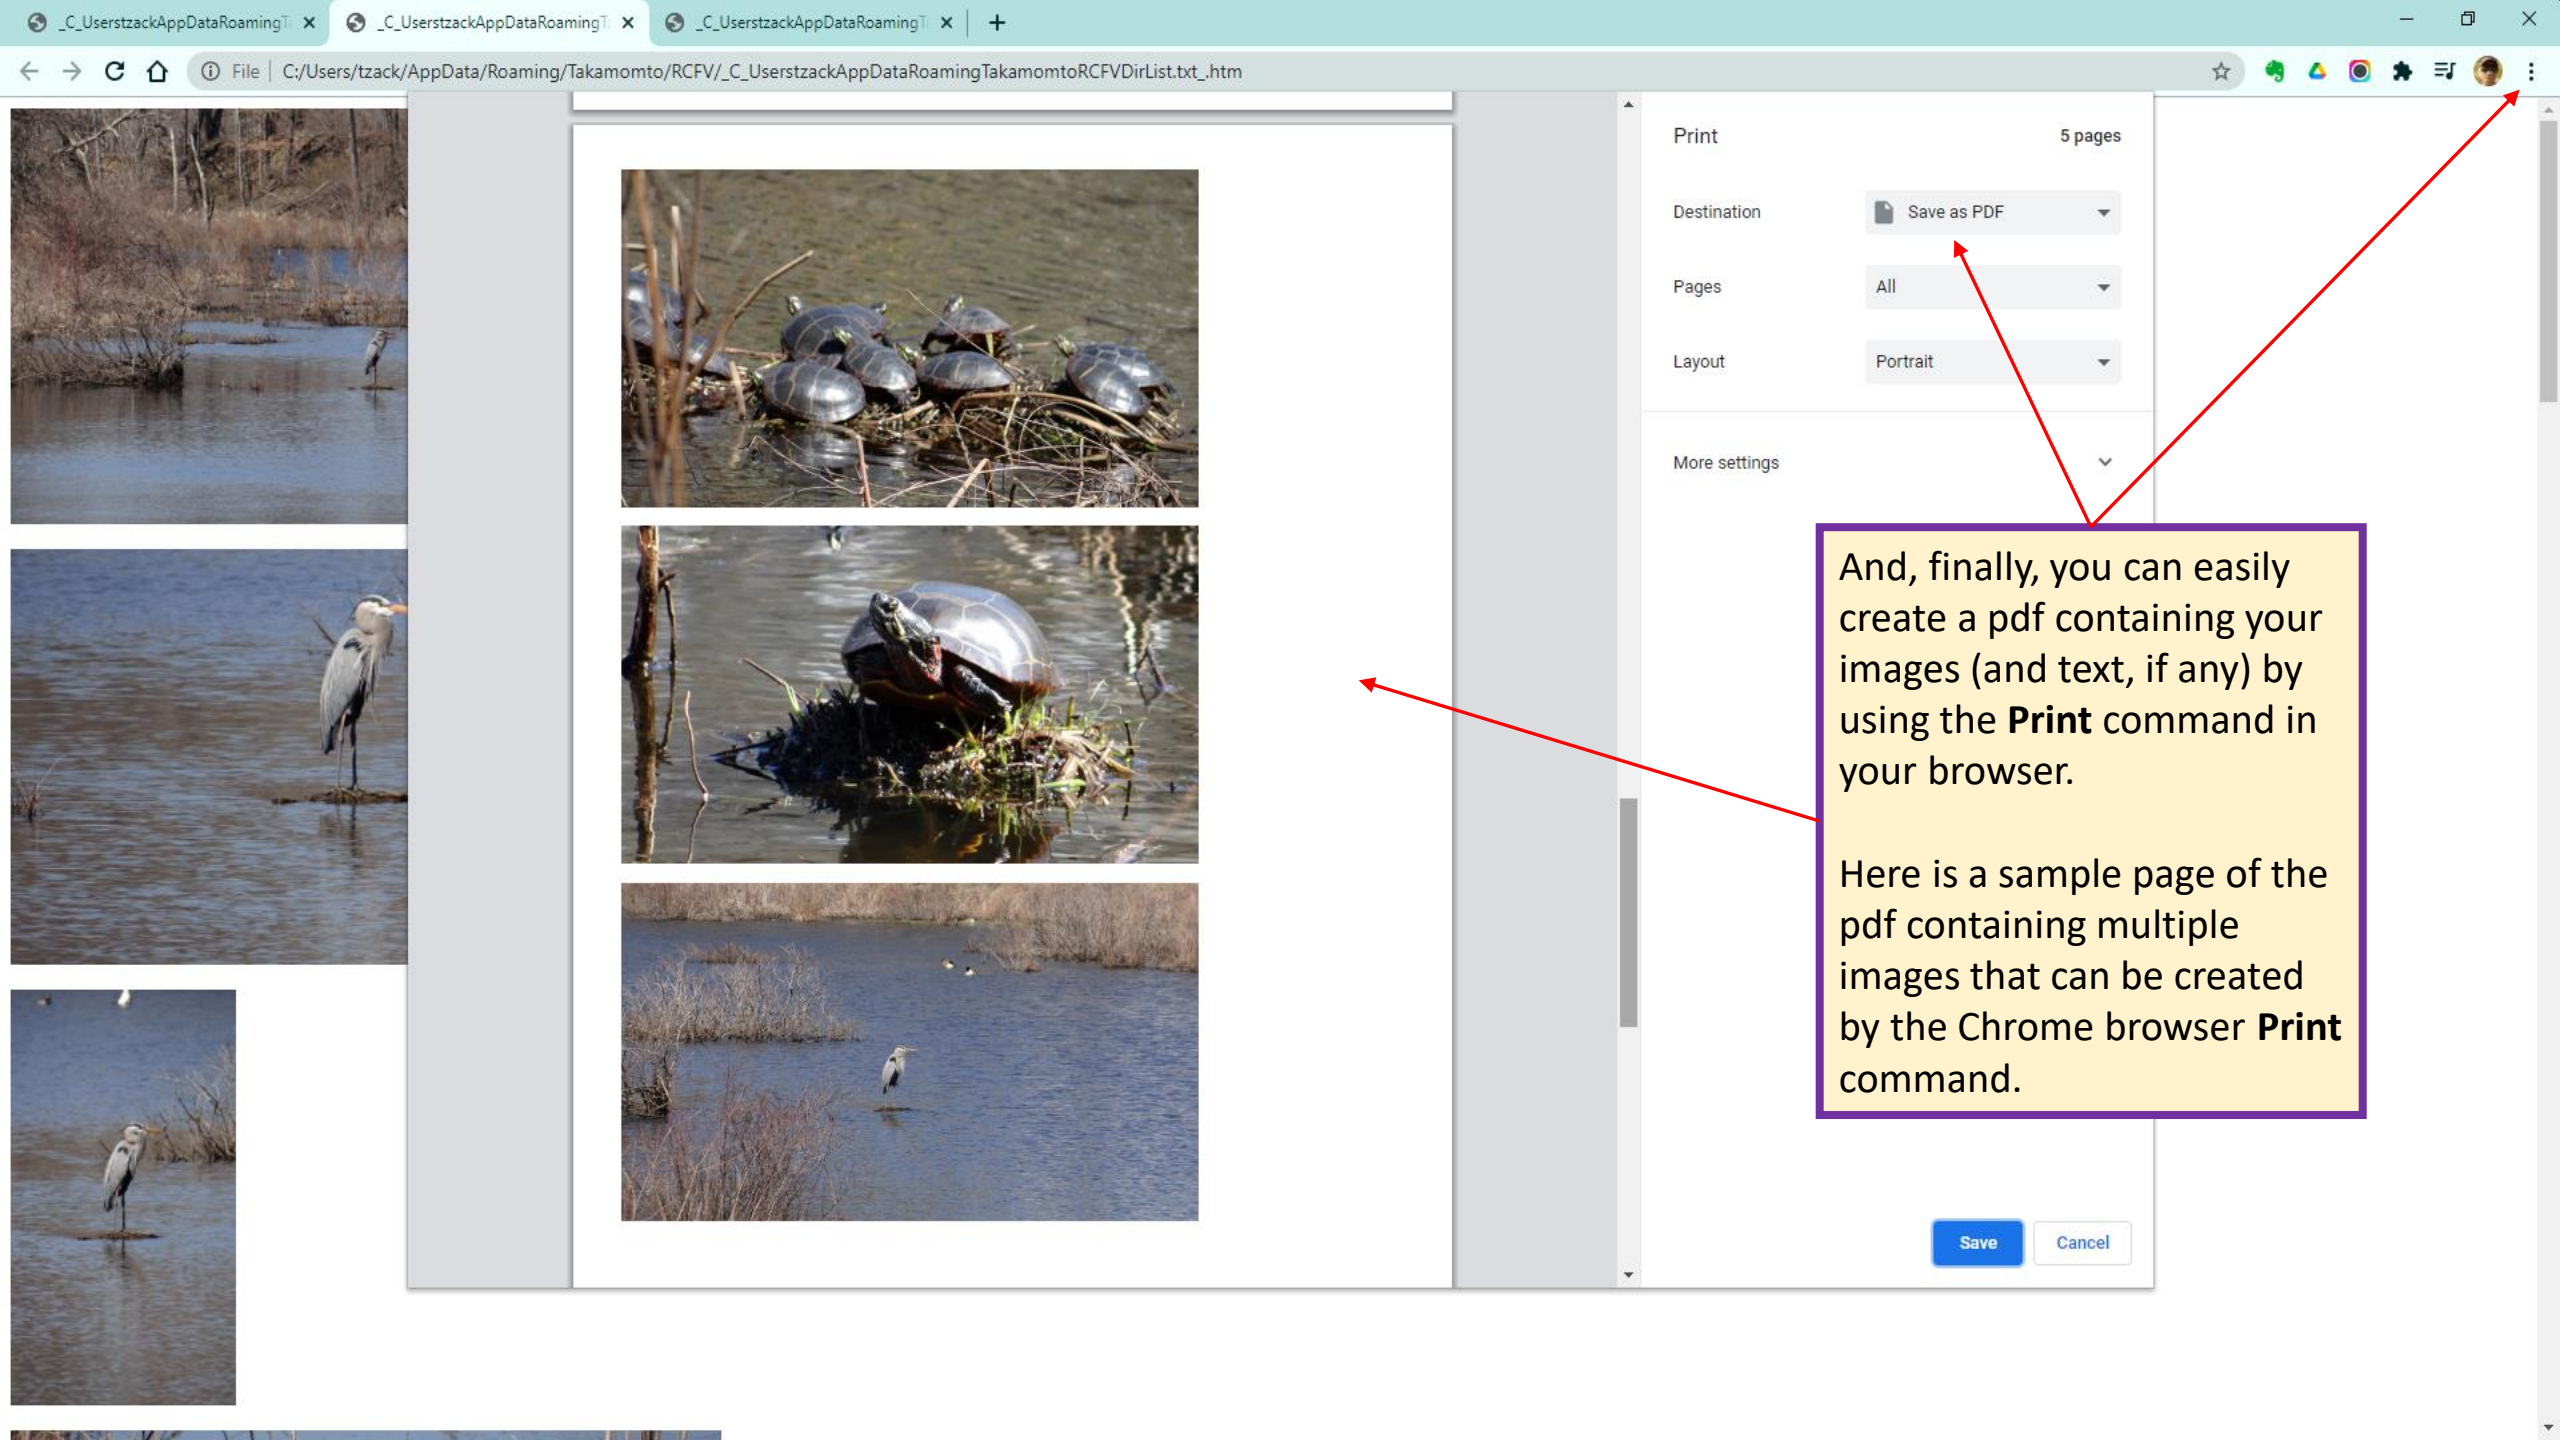 _C_UserstzackAppDataRoamingT
_C_UserstzackAppDataRoamingT
_C_UserstzackAppDataRoamingT
File | C:/Users/tzack/AppData/Roaming/Takamomto/RCFV/_C_UserstzackAppDataRoamingTakamomtoRCFVDirList.txt_.htm
Print 5 pages
Destination Save as PDF
Pages All
Layout Portrait
More settings
And, finally, you can easily
create a pdf containing your
images (and text, if any) by
using the Print command in
your browser.
Here is a sample page of the
pdf containing multiple
images that can be created
by the Chrome browser Print
command.
Save Cancel